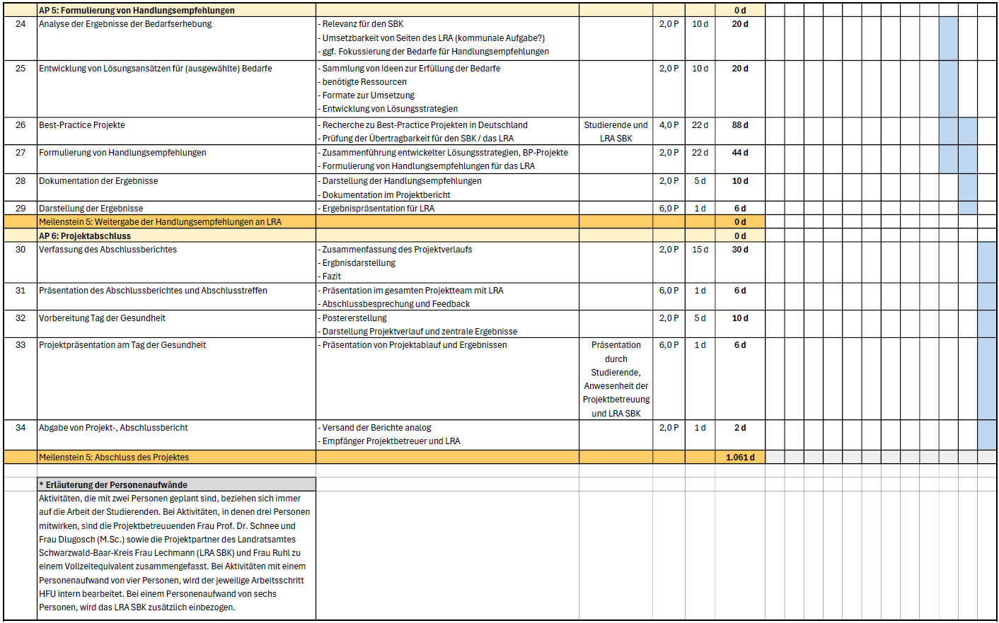 AP 5: Formulierung von Handlungsempfehlungen 0 d
24 Analyse der Ergebnisse der Bedarfserhebung - Relevanz für den SBK 2,0 P 10 d 20 d
- Umsetzbarkeit von Seiten des LRA (kommunale Aufgabe?)
- ggf. Fokussierung der Bedarfe für Handlungsempfehlungen
25 Entwicklung von Lösungsansätzen für (ausgewählte) Bedarfe - Sammlung von Ideen zur Erfüllung der Bedarfe 2,0 P 10 d 20 d
- benötigte Ressourcen
- Formate zur Umsetzung
- Entwicklung von Lösungsstrategien
26 Best-Practice Projekte - Recherche zu Best-Practice Projekten in Deutschland Studierende und 4,0 P 22 d 88 d
- Prüfung der Übertragbarkeit für den SBK / das LRA LRA SBK
27 Formulierung von Handlungsempfehlungen - Zusammenführung entwickelter Lösungsstrategien, BP-Projekte 2,0 P 22 d 44 d
- Formulierung von Handlungsempfehlungen für das LRA
28 Dokumentation der Ergebnisse - Darstellung der Handlungsempfehlungen 2,0 P 5 d 10 d
- Dokumentation im Projektbericht
29 Darstellung der Ergebnisse - Ergebnispräsentation für LRA 6,0 P 1 d 6 d
Meilenstein 5: Weitergabe der Handlungsempfehlungen an LRA 0 d
AP 6: Projektabschluss 0 d
30 Verfassung des Abschlussberichtes - Zusammenfassung des Projektverlaufs 2,0 P 15 d 30 d
- Ergbnisdarstellung
- Fazit
31 Präsentation des Abschlussberichtes und Abschlusstreffen - Präsentation im gesamten Projektteam mit LRA 6,0 P 1 d 6 d
- Abschlussbesprechung und Feedback
32 Vorbereitung Tag der Gesundheit - Postererstellung 2,0 P 5 d 10 d
- Darstellung Projektverlauf und zentrale Ergebnisse
33 Projektpräsentation am Tag der Gesundheit - Präsentation von Projektablauf und Ergebnissen Präsentation 6,0 P 1 d 6 d
durch
Studierende,
Anwesenheit der
Projektbetreuung
und LRA SBK
34 Abgabe von Projekt-, Abschlussbericht - Versand der Berichte analog 2,0 P 1 d 2 d
- Empfänger Projektbetreuer und LRA
Meilenstein 5: Abschluss des Projektes 1.061 d
* Erläuterung der Personenaufwände
Aktivitäten, die mit zwei Personen geplant sind, beziehen sich immer
auf die Arbeit der Studierenden. Bei Aktivitäten, in denen drei Personen
mitwirken, sind die Projektbetreuuenden Frau Prof. Dr. Schnee und
Frau Dlugosch (M.Sc.) sowie die Projektpartner des Landratsamtes
Schwarzwald-Baar-Kreis Frau Lechmann (LRA SBK) und Frau Ruhl zu
einem Vollzeitequivalent zusammengefasst. Bei Aktivitäten mit einem
Personenaufwand von vier Personen, wird der jeweilige Arbeitsschritt
HFU intern bearbeitet. Bei einem Personenaufwand von sechs
Personen, wird das LRA SBK zusätzlich einbezogen.